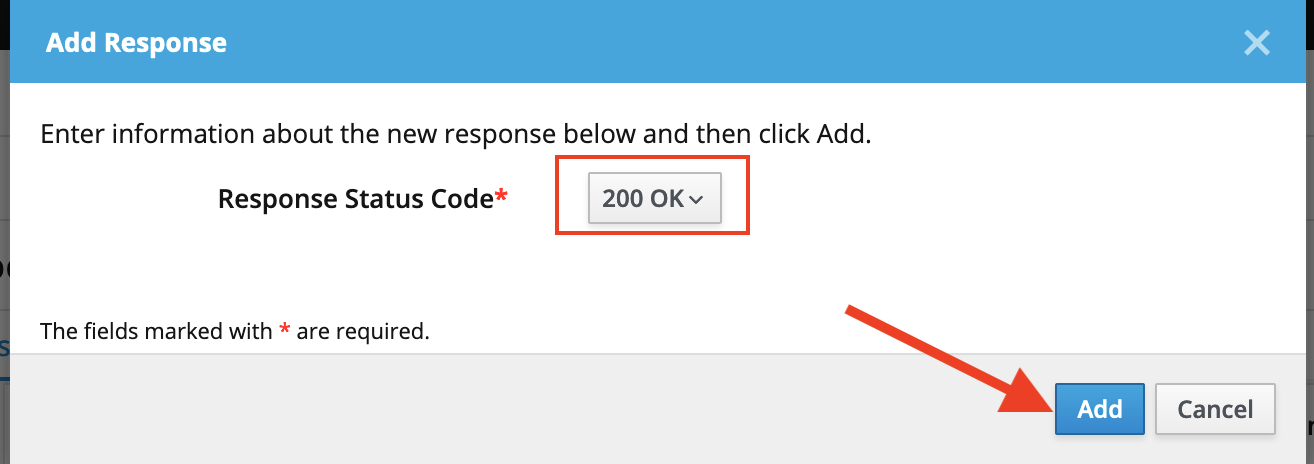 Add Response
Enter information about the new response below and then click Add.
Response Status Code*
200 OK
The fields marked with * are required.
Add
Cancel